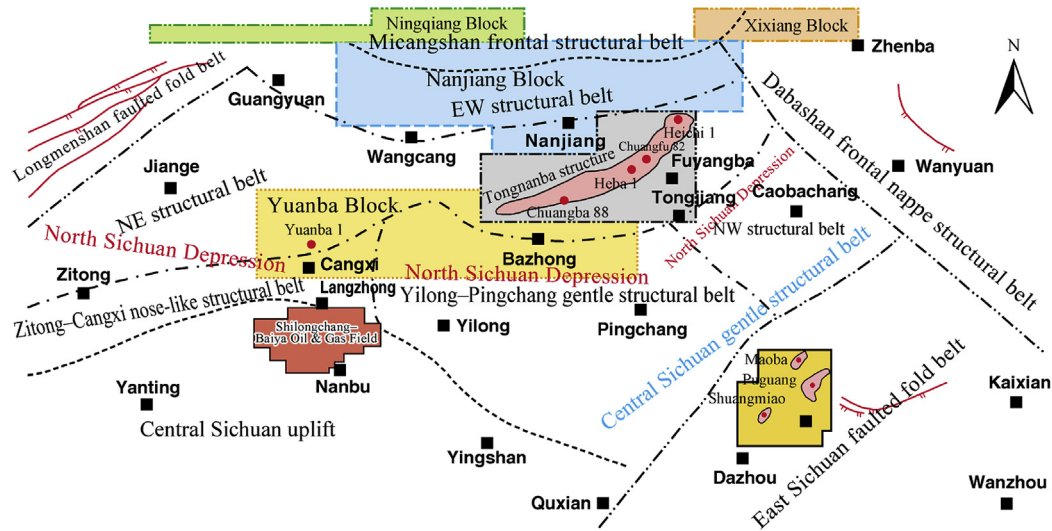 Ningqiang Block
Xixiang Block
Micangshan frontal structural belt
Zhenba
N
Longmenshan faulted fold belt
Guangyuan
Nanjiang Block
EW structural belt
Dabashan frontal nappe structural belt
Wangcang
Nanjiang
Heichi 1
Chuangfu 82
Jiange
Tongnanba structure
Fuyangba
Wanyuan
Heba 1
Caobachang
NE structural belt
Yuanba Block
Chuangba 88
Tongjiang
North Sichuan Depression
NW structural belt
Yuanba 1
North Sichuan Depression
Bazhong
Cangxi
North Sichuan Depression
Zitong
Langzhong
Yilong–Pingchang gentle structural belt
Zitong–Cangxi nose-like structural belt
Central Sichuan gentle structural belt
Shilongchang–
Baiya Oil & Gas Field
Yilong
Pingchang
Maoba
Nanbu
Puguang
Yanting
Shuangmiao
Kaixian
Central Sichuan uplift
East Sichuan faulted fold belt
Yingshan
Dazhou
Quxian
Wanzhou